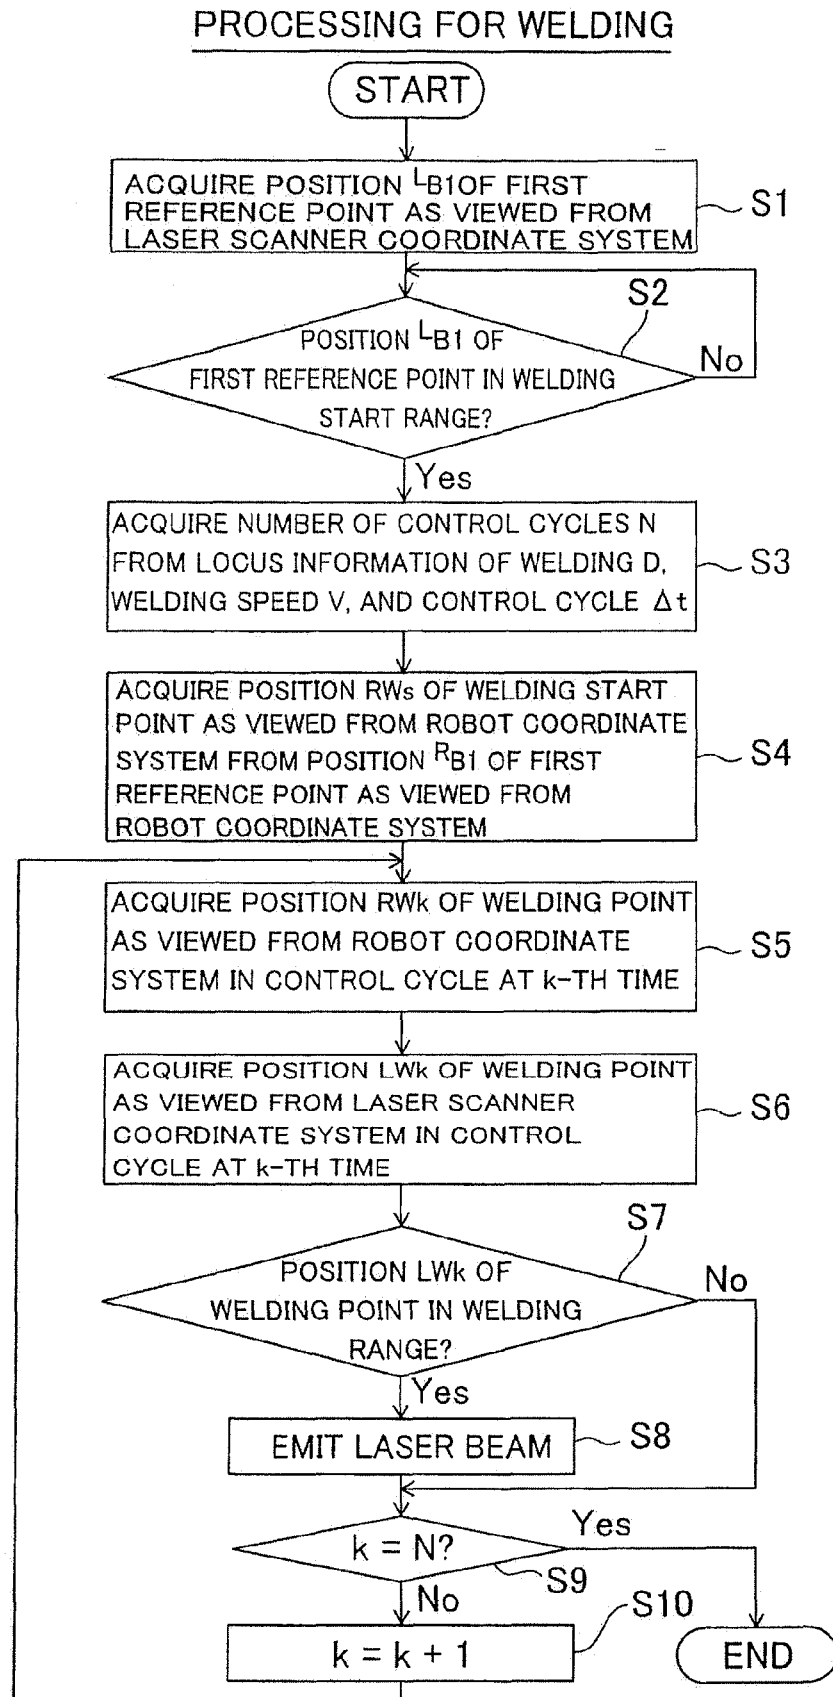 PROCESSING FOR WELDING
START
ACQUIRE POSITION ᴸB1OF FIRST
REFERENCE POINT AS VIEWED FROM
LASER SCANNER COORDINATE SYSTEM
S1
S2
POSITION ᴸB1 OF
FIRST REFERENCE POINT IN WELDING
START RANGE?
No
Yes
ACQUIRE NUMBER OF CONTROL CYCLES N
FROM LOCUS INFORMATION OF WELDING D,
WELDING SPEED V, AND CONTROL CYCLE Δt
S3
ACQUIRE POSITION RWs OF WELDING START
POINT AS VIEWED FROM ROBOT COORDINATE
SYSTEM FROM POSITION ᴿB1 OF FIRST
REFERENCE POINT AS VIEWED FROM
ROBOT COORDINATE SYSTEM
S4
ACQUIRE POSITION RWk OF WELDING POINT
AS VIEWED FROM ROBOT COORDINATE
SYSTEM IN CONTROL CYCLE AT k-TH TIME
S5
ACQUIRE POSITION LWk OF WELDING POINT
AS VIEWED FROM LASER SCANNER
COORDINATE SYSTEM IN CONTROL
CYCLE AT k-TH TIME
S6
S7
POSITION LWk OF
WELDING POINT IN WELDING
RANGE?
No
Yes
EMIT LASER BEAM
S8
k = N?
Yes
S9
No
S10
k = k + 1
END